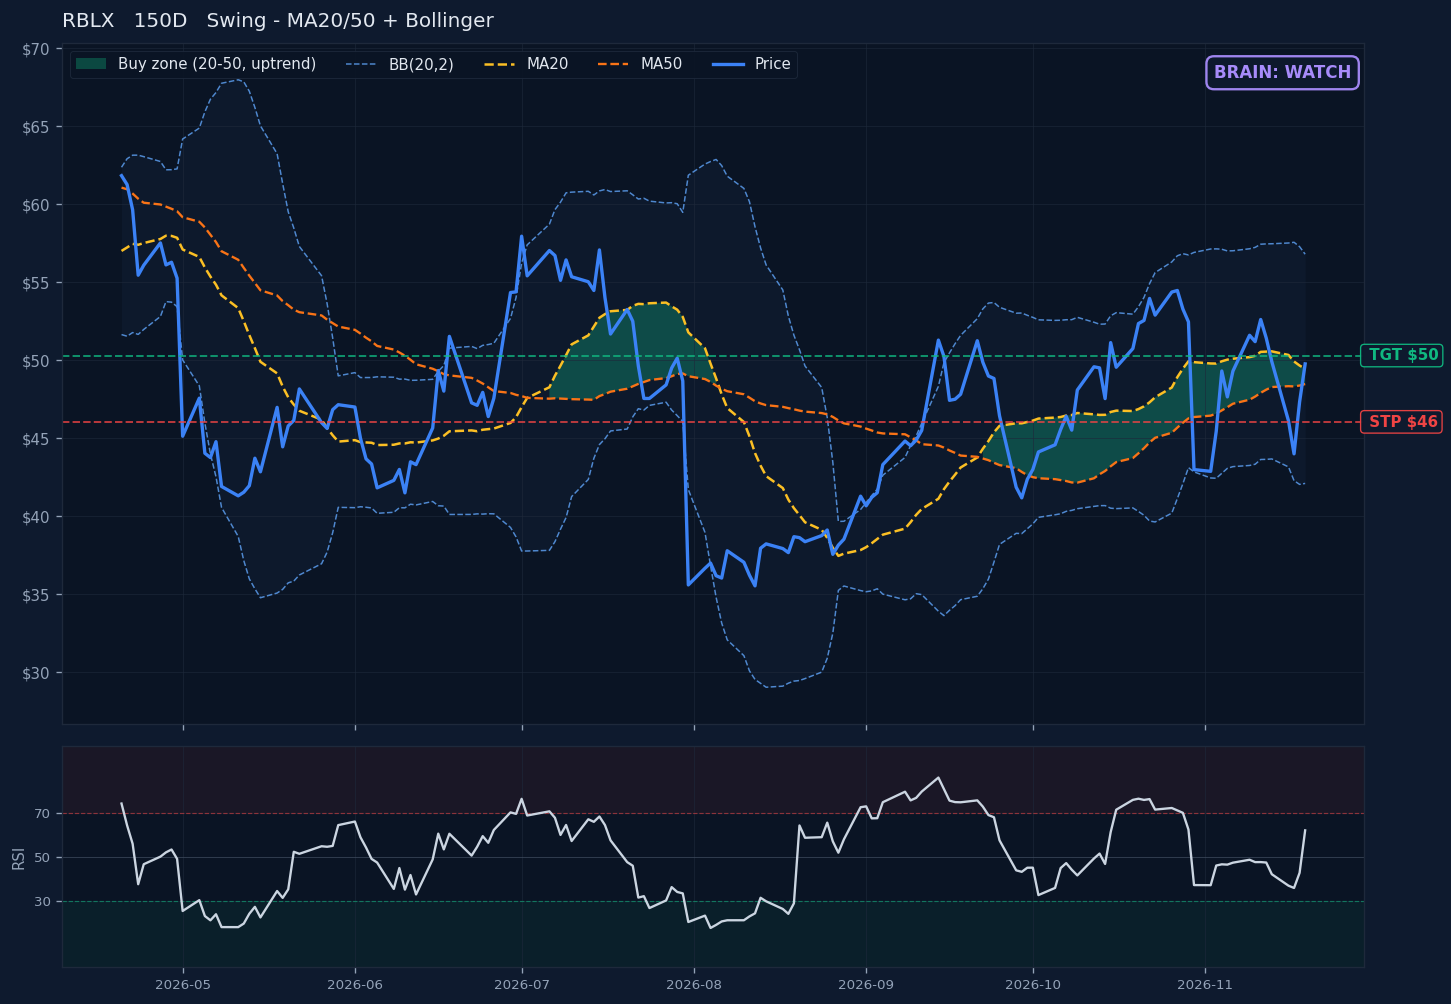 RBLX   150D   Swing - MA20/50 + Bollinger
Buy zone (20-50, uptrend)   BB(20,2)   MA20   MA50   Price
BRAIN: WATCH
$70
$65
$60
$55
$50
$45
$40
$35
$30
TGT $50
STP $46
RSI
70
50
30
2026-05   2026-06   2026-07   2026-08   2026-09   2026-10   2026-11